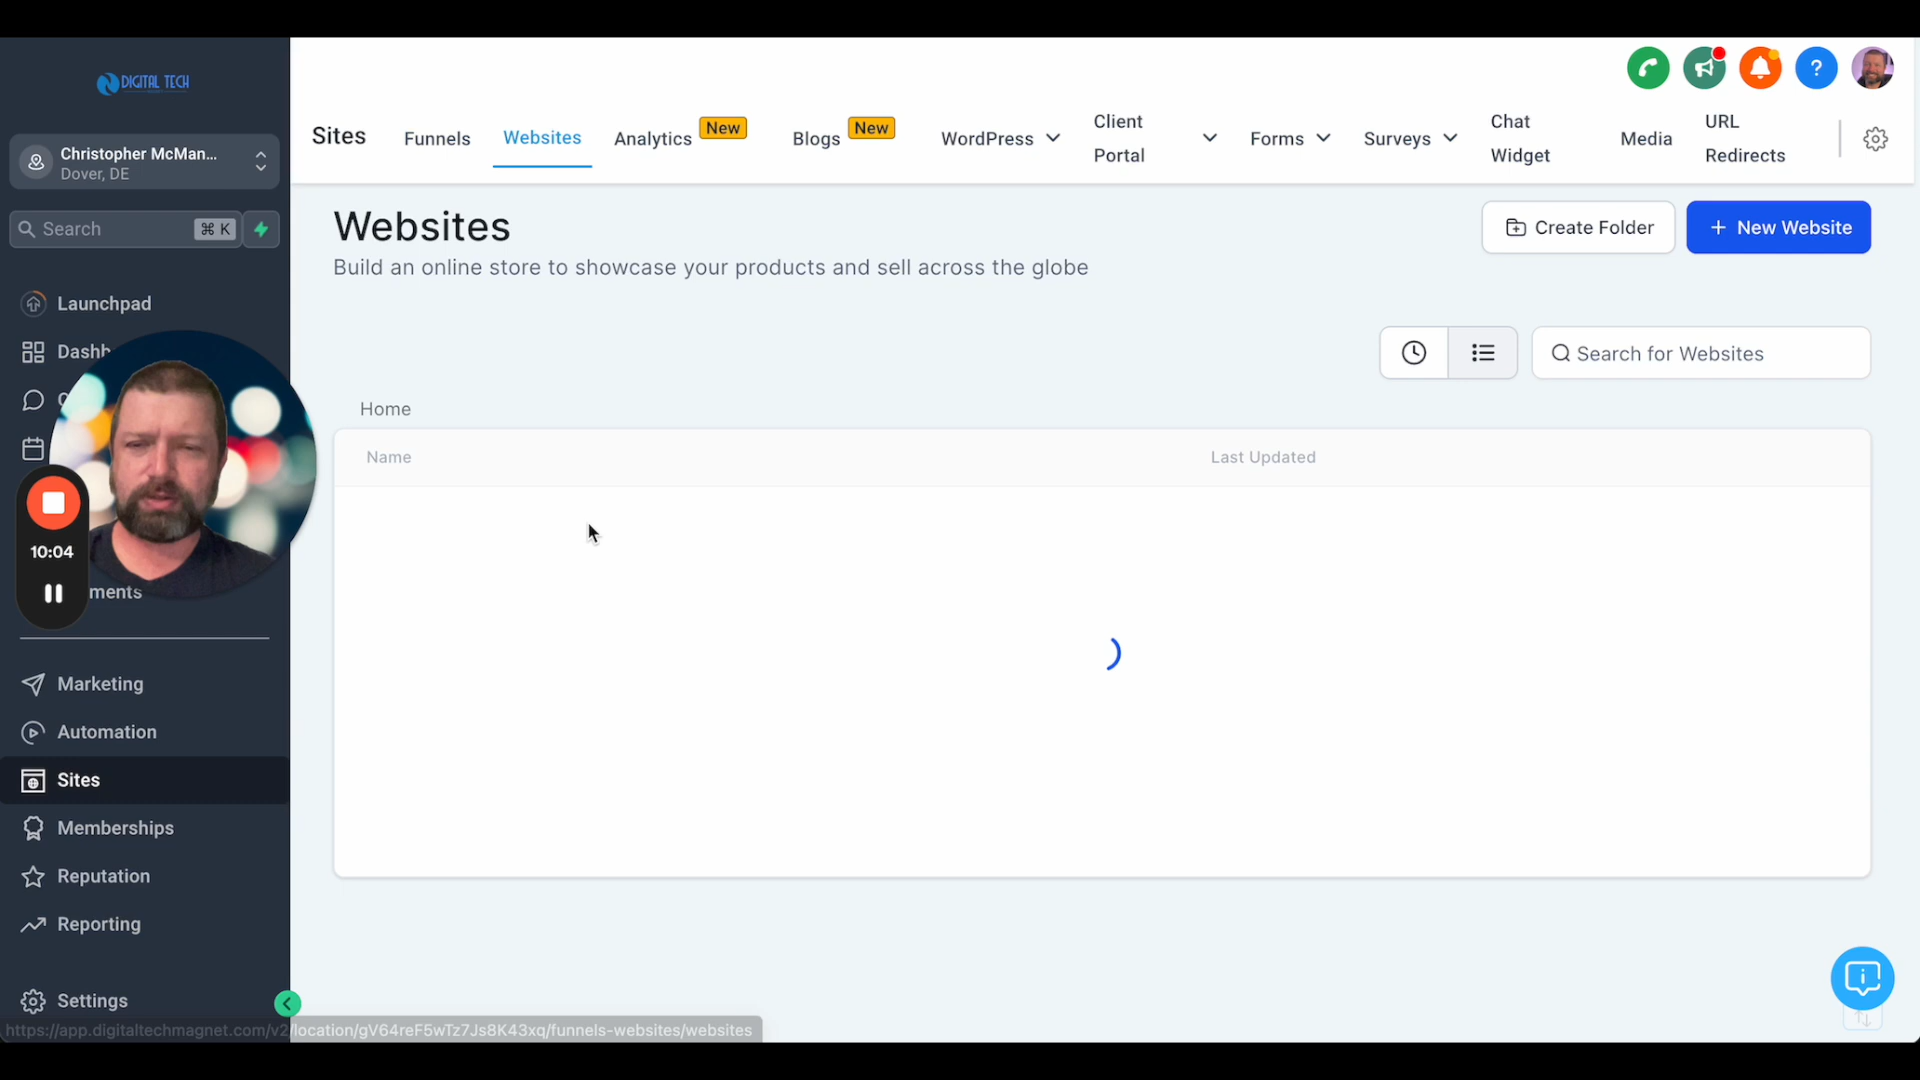 DIGITAL TECH
Christopher McMan...
Dover, DE
Search
⌘ K
Launchpad
Dashb
10:04
ments
Marketing
Automation
Sites
Memberships
Reputation
Reporting
Settings
Sites
Funnels
Websites
Analytics
New
Blogs
New
WordPress
Client
Portal
Forms
Surveys
Chat
Widget
Media
URL
Redirects
?
Websites
Build an online store to showcase your products and sell across the globe
Create Folder
+ New Website
Search for Websites
Home
Name
Last Updated
https://app.digitaltechmagnet.com/v2/location/gV64reF5wTz7Js8K43xq/funnels-websites/websites